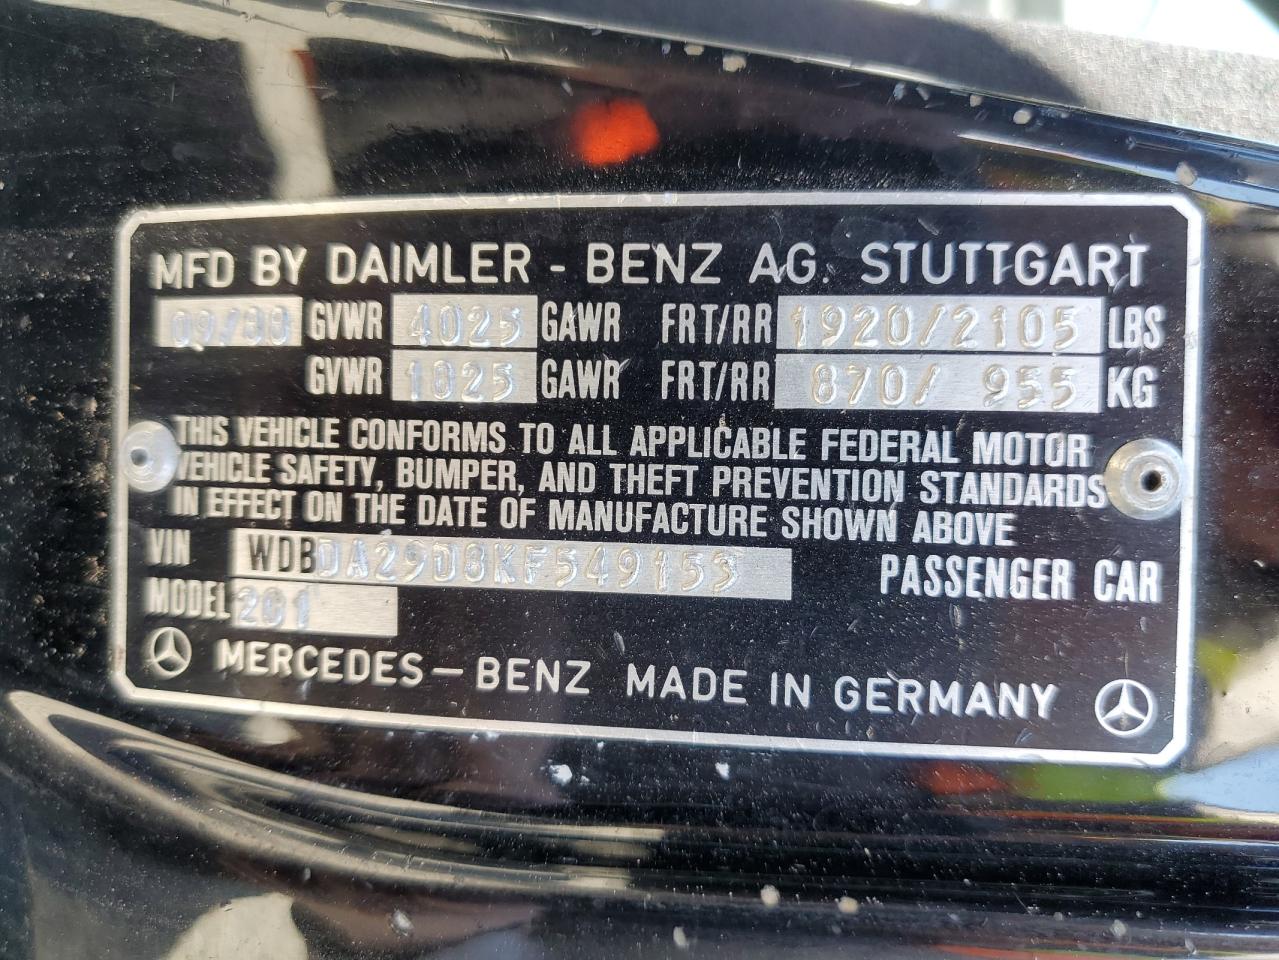 MFD BY DAIMLER - BENZ AG. STUTTGART
09/88 GVWR 4025 GAWR FRT/RR 1920/2105 LBS
GVWR 1825 GAWR FRT/RR 870/ 955 KG
THIS VEHICLE CONFORMS TO ALL APPLICABLE FEDERAL MOTOR
VEHICLE SAFETY, BUMPER, AND THEFT PREVENTION STANDARDS
IN EFFECT ON THE DATE OF MANUFACTURE SHOWN ABOVE
VIN WDBDA29D8KF549153 PASSENGER CAR
MODEL 201
MERCEDES - BENZ MADE IN GERMANY